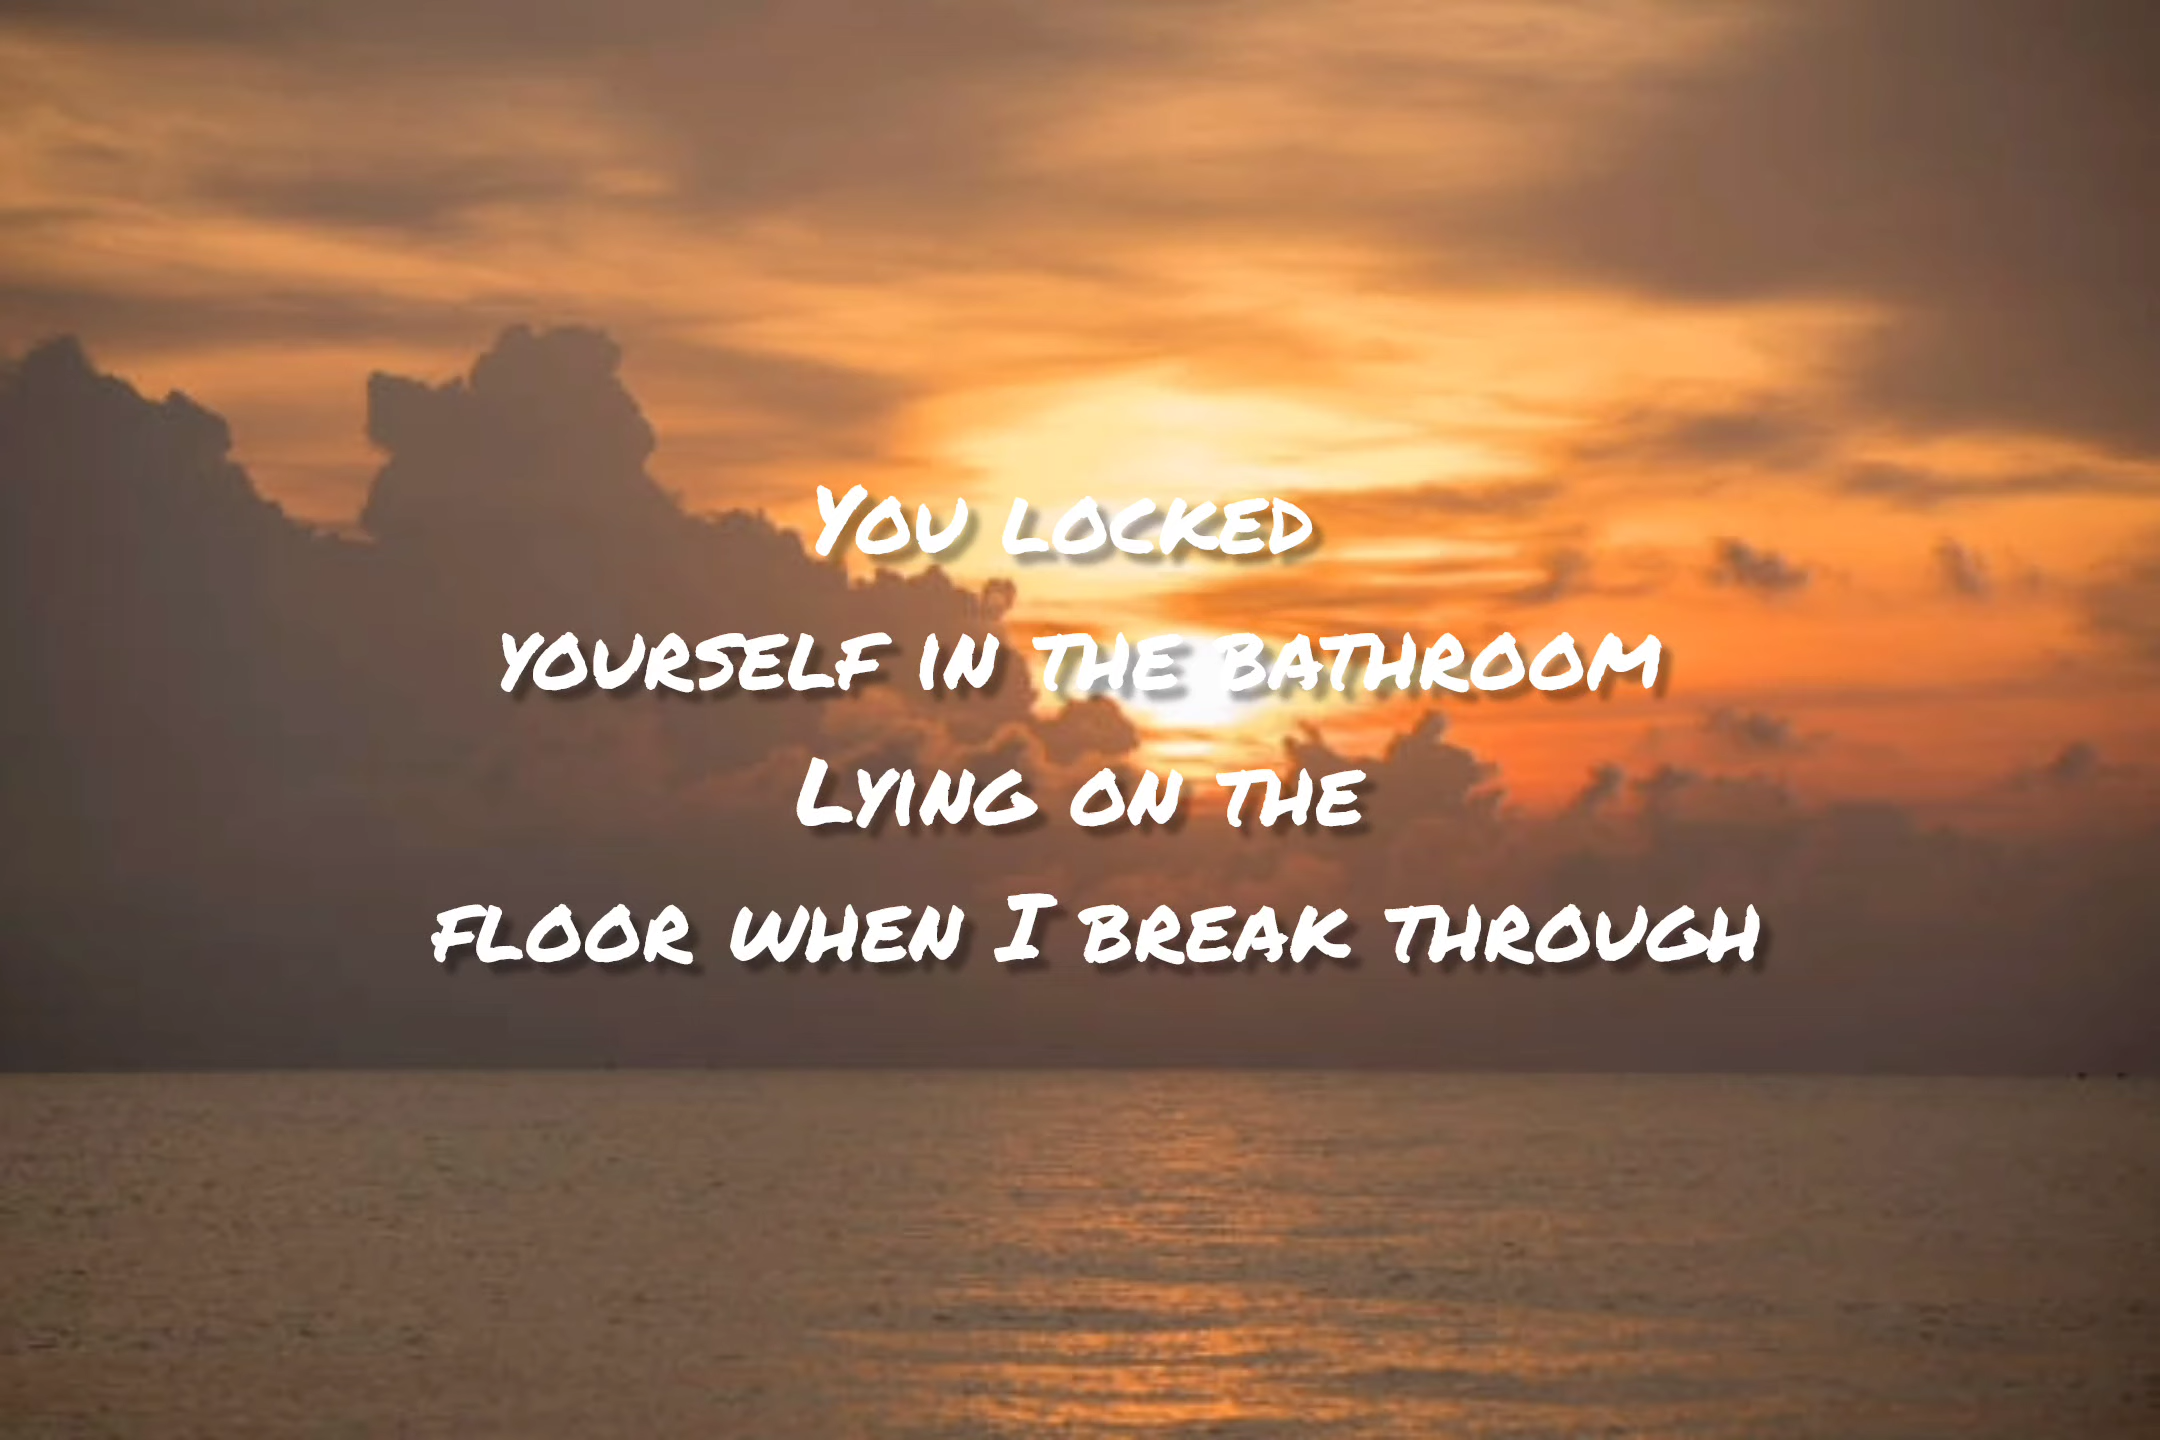 You locked
yourself in the bathroom
Lying on the
floor when I break through